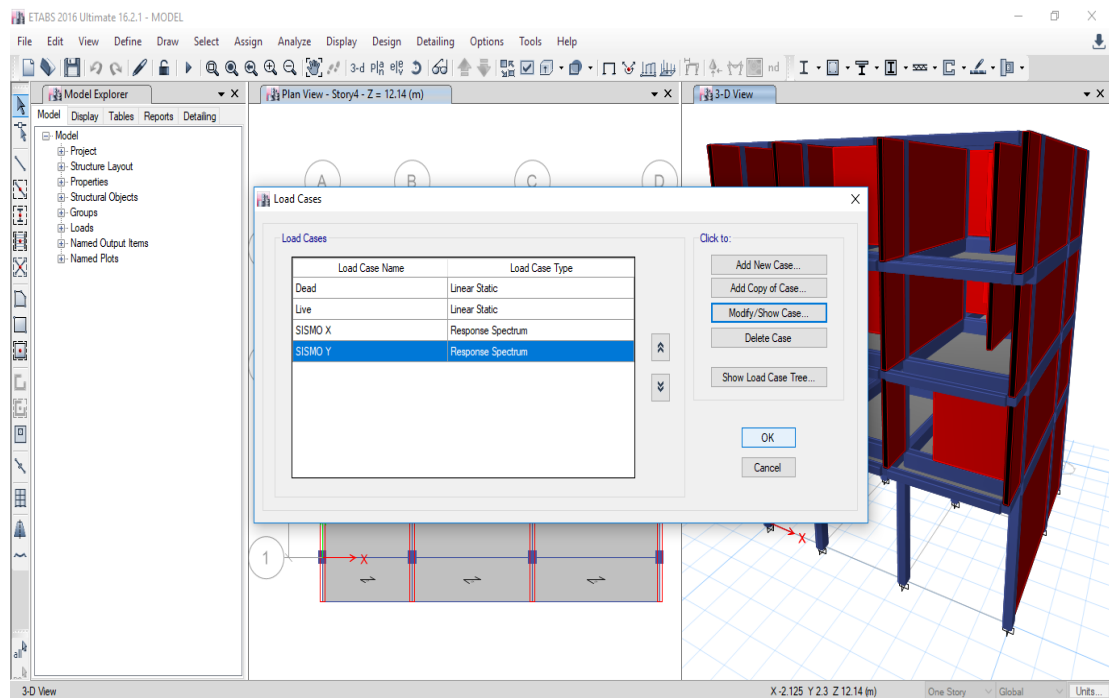 ETABS 2016 Ultimate 16.2.1 - MODEL
File Edit View Define Draw Select Assign Analyze Display Design Detailing Options Tools Help
3-d nd
Model Explorer
Plan View - Story4 - Z = 12.14 (m)
3-D View
Model Display Tables Reports Detailing
Model
Project
Structure Layout
Properties
Structural Objects
Groups
Loads
Named Output Items
Named Plots
A B C D
Load Cases
Load Cases
Load Case Name Load Case Type
Dead Linear Static
Live Linear Static
SISMO X Response Spectrum
SISMO Y Response Spectrum
Click to:
Add New Case...
Add Copy of Case...
Modify/Show Case...
Delete Case
Show Load Case Tree...
OK
Cancel
X
1
X
all
3-D View
X -2.125 Y 2.3 Z 12.14 (m)
One Story
Global
Units...